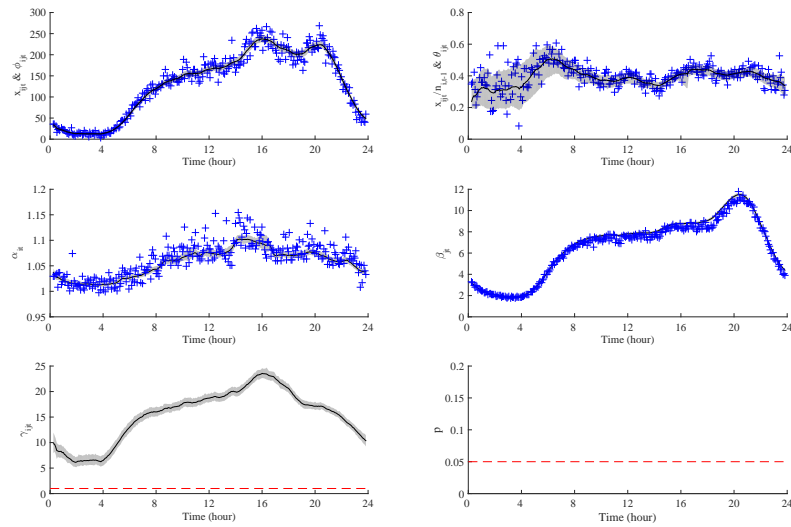 x_ijt & φ_ijt
300
250
200
150
100
50
0
0 4 8 12 16 20 24
Time (hour)
x_ijt/n_i,t-1 & θ_ijt
0.8
0.6
0.4
0.2
0
0 4 8 12 16 20 24
Time (hour)
α_it
1.2
1.15
1.1
1.05
1
0.95
0 4 8 12 16 20 24
Time (hour)
β_jt
12
10
8
6
4
2
0
0 4 8 12 16 20 24
Time (hour)
γ_ijt
25
20
15
10
5
0
0 4 8 12 16 20 24
Time (hour)
p
0.2
0.15
0.1
0.05
0
0 4 8 12 16 20 24
Time (hour)